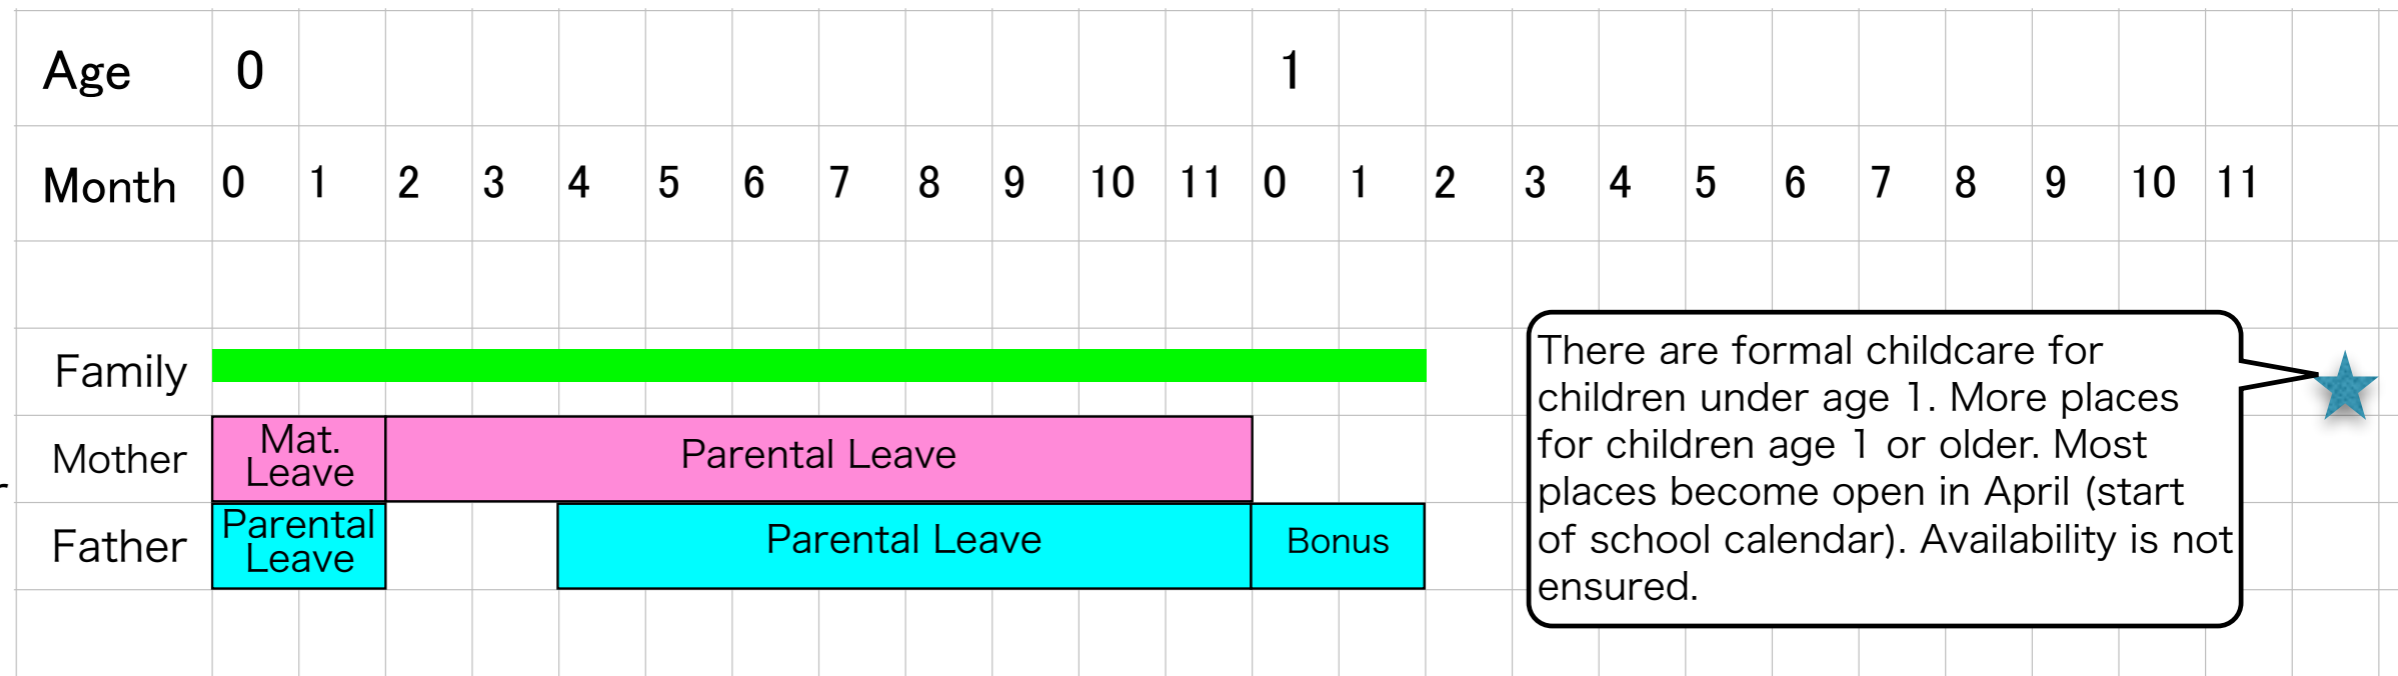 Age 0 1
Month 0 1 2 3 4 5 6 7 8 9 10 11 0 1 2 3 4 5 6 7 8 9 10 11
Family
Mother
Mat.
Leave
Parental Leave
Father
Parental
Leave
Parental Leave
Bonus
There are formal childcare for
children under age 1. More places
for children age 1 or older. Most
places become open in April (start
of school calendar). Availability is not
ensured.